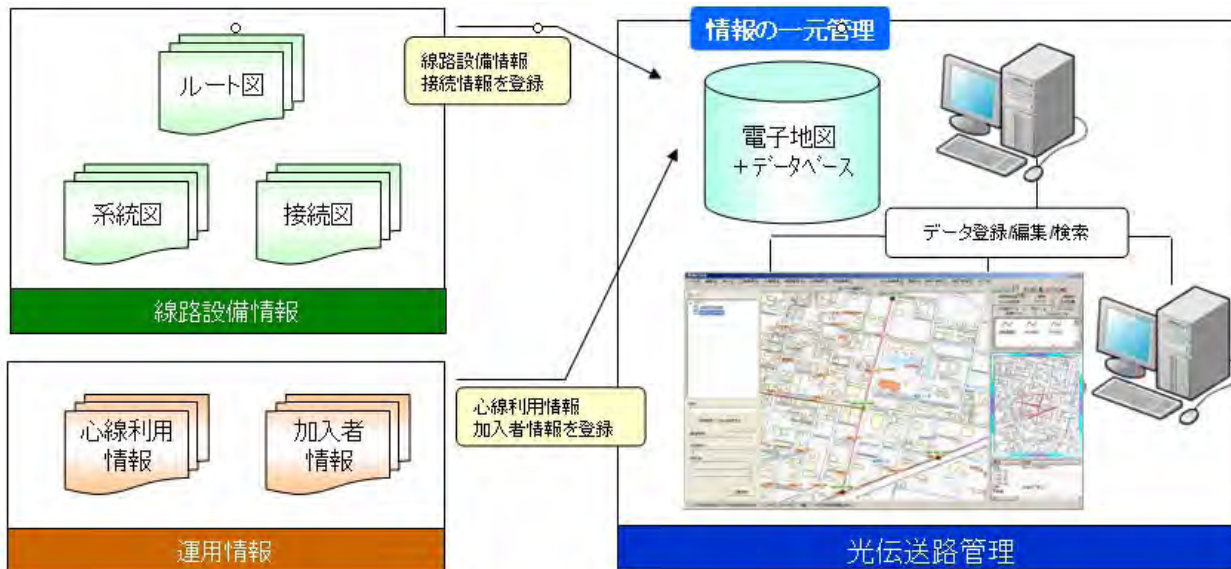 ルート図
系統図
接続図
線路設備情報
線路設備情報
接続情報を登録
心線利用
情報
加入者
情報
運用情報
心線利用情報
加入者情報を登録
情報の一元管理
電子地図
+データベース
データ登録/編集/検索
光伝送路管理